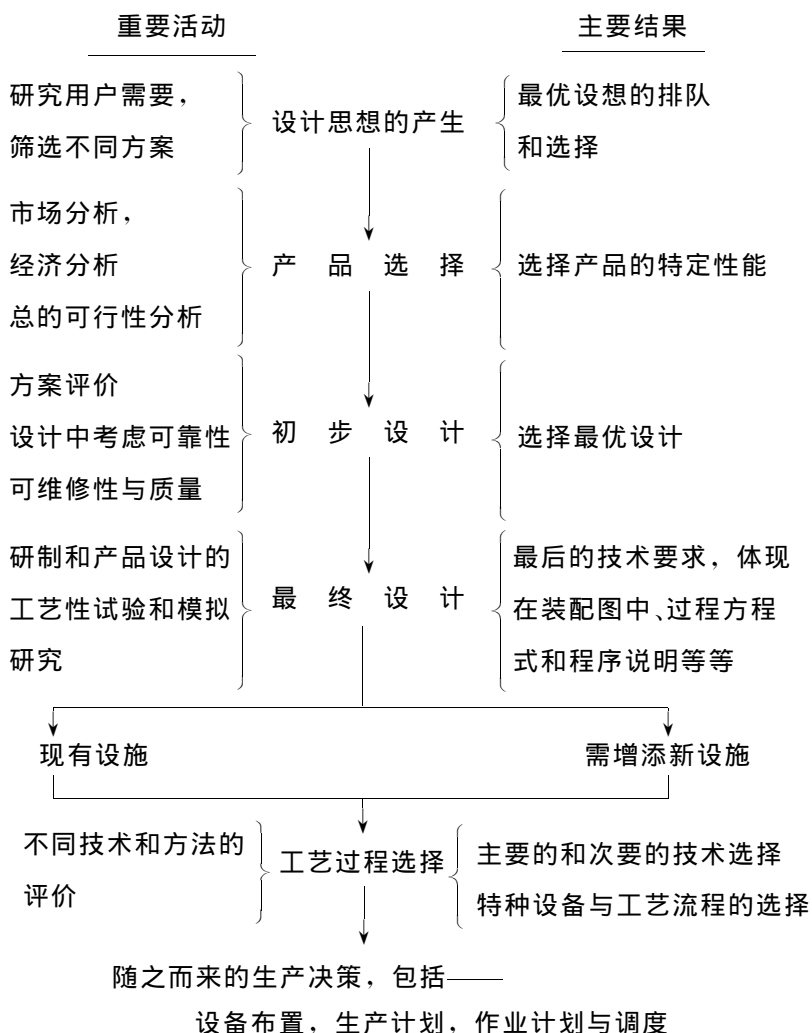 重要活动 主要结果
研究用户需要，
筛选不同方案
设计思想的产生
最优设想的排队
和选择
市场分析，
经济分析
总的可行性分析
产品选择
选择产品的特定性能
方案评价
设计中考虑可靠性
可维修性与质量
初步设计
选择最优设计
研制和产品设计的
工艺性试验和模拟
研究
最终设计
最后的技术要求，体现
在装配图中、过程方程
式和程序说明等等
现有设施 需增添新设施
不同技术和方法的
评价
工艺过程选择
主要的和次要的技术选择
特种设备与工艺流程的选择
随之而来的生产决策，包括——
设备布置，生产计划，作业计划与调度